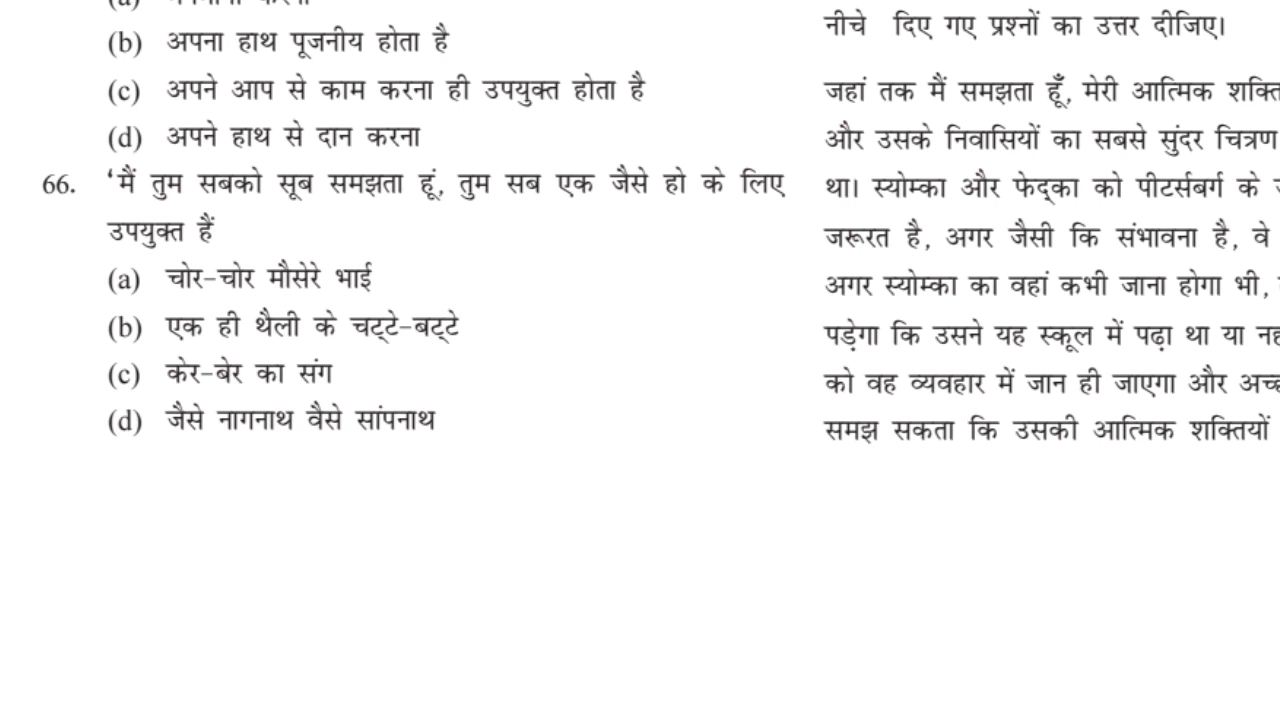 (b) अपना हाथ पूजनीय होता है
(c) अपने आप से काम करना ही उपयुक्त होता है
(d) अपने हाथ से दान करना
66. ‘मैं तुम सबको सूब समझता हूं, तुम सब एक जैसे हो के लिए
उपयुक्त हैं
(a) चोर-चोर मौसेरे भाई
(b) एक ही थैली के चट्टे-बट्टे
(c) केर-बेर का संग
(d) जैसे नागनाथ वैसे सांपनाथ
नीचे दिए गए प्रश्नों का उत्तर दीजिए।
जहां तक मैं समझता हूँ, मेरी आत्मिक शक्ति
और उसके निवासियों का सबसे सुंदर चित्रण
था। स्योम्का और फेद्का को पीटर्सबर्ग के
जरूरत है, अगर जैसी कि संभावना है, वे
अगर स्योम्का का वहां कभी जाना होगा भी,
पड़ेगा कि उसने यह स्कूल में पढ़ा था या
को वह व्यवहार में जान ही जाएगा और
समझ सकता कि उसकी आत्मिक शक्तियों